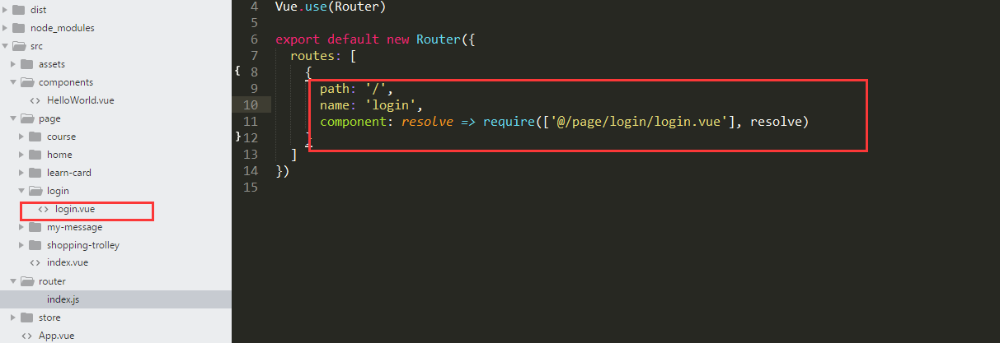 dist
node_modules
src
assets
components
<> HelloWorld.vue
page
course
home
learn-card
login
<> login.vue
my-message
shopping-trolley
<> index.vue
router
index.js
store
<> App.vue
4 Vue.use(Router)
5
6 export default new Router({
7 routes: [
{ 8 {
9 path: '/',
10 name: 'login',
11 component: resolve => require(['@/page/login/login.vue'], resolve)
} 12 }
13 ]
14 })
15